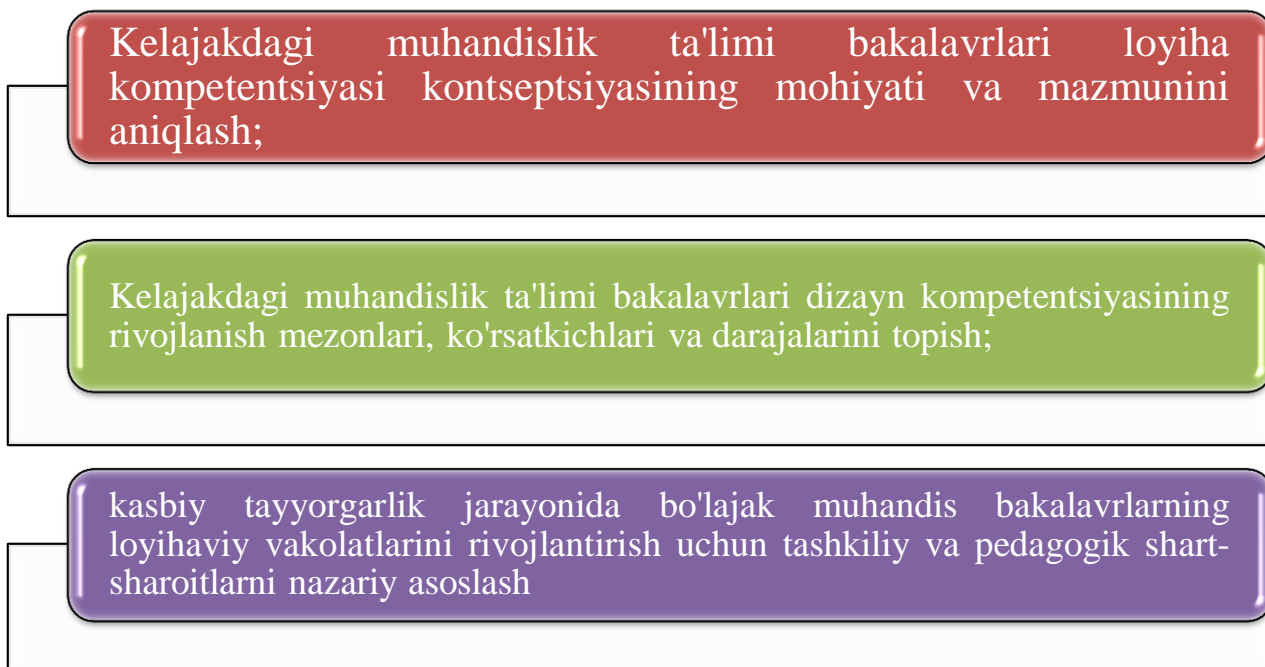 Kelajakdagi muhandislik ta'limi bakalavrlari loyiha
kompetentsiyasi kontseptsiyasining mohiyati va mazmunini
aniqlash;
Kelajakdagi muhandislik ta'limi bakalavrlari dizayn kompetentsiyasining
rivojlanish mezonlari, ko'rsatkichlari va darajalarini topish;
kasbiy tayyorgarlik jarayonida bo'lajak muhandis bakalavrlarning
loyihaviy vakolatlarini rivojlantirish uchun tashkiliy va pedagogik shart-
sharoitlarni nazariy asoslash